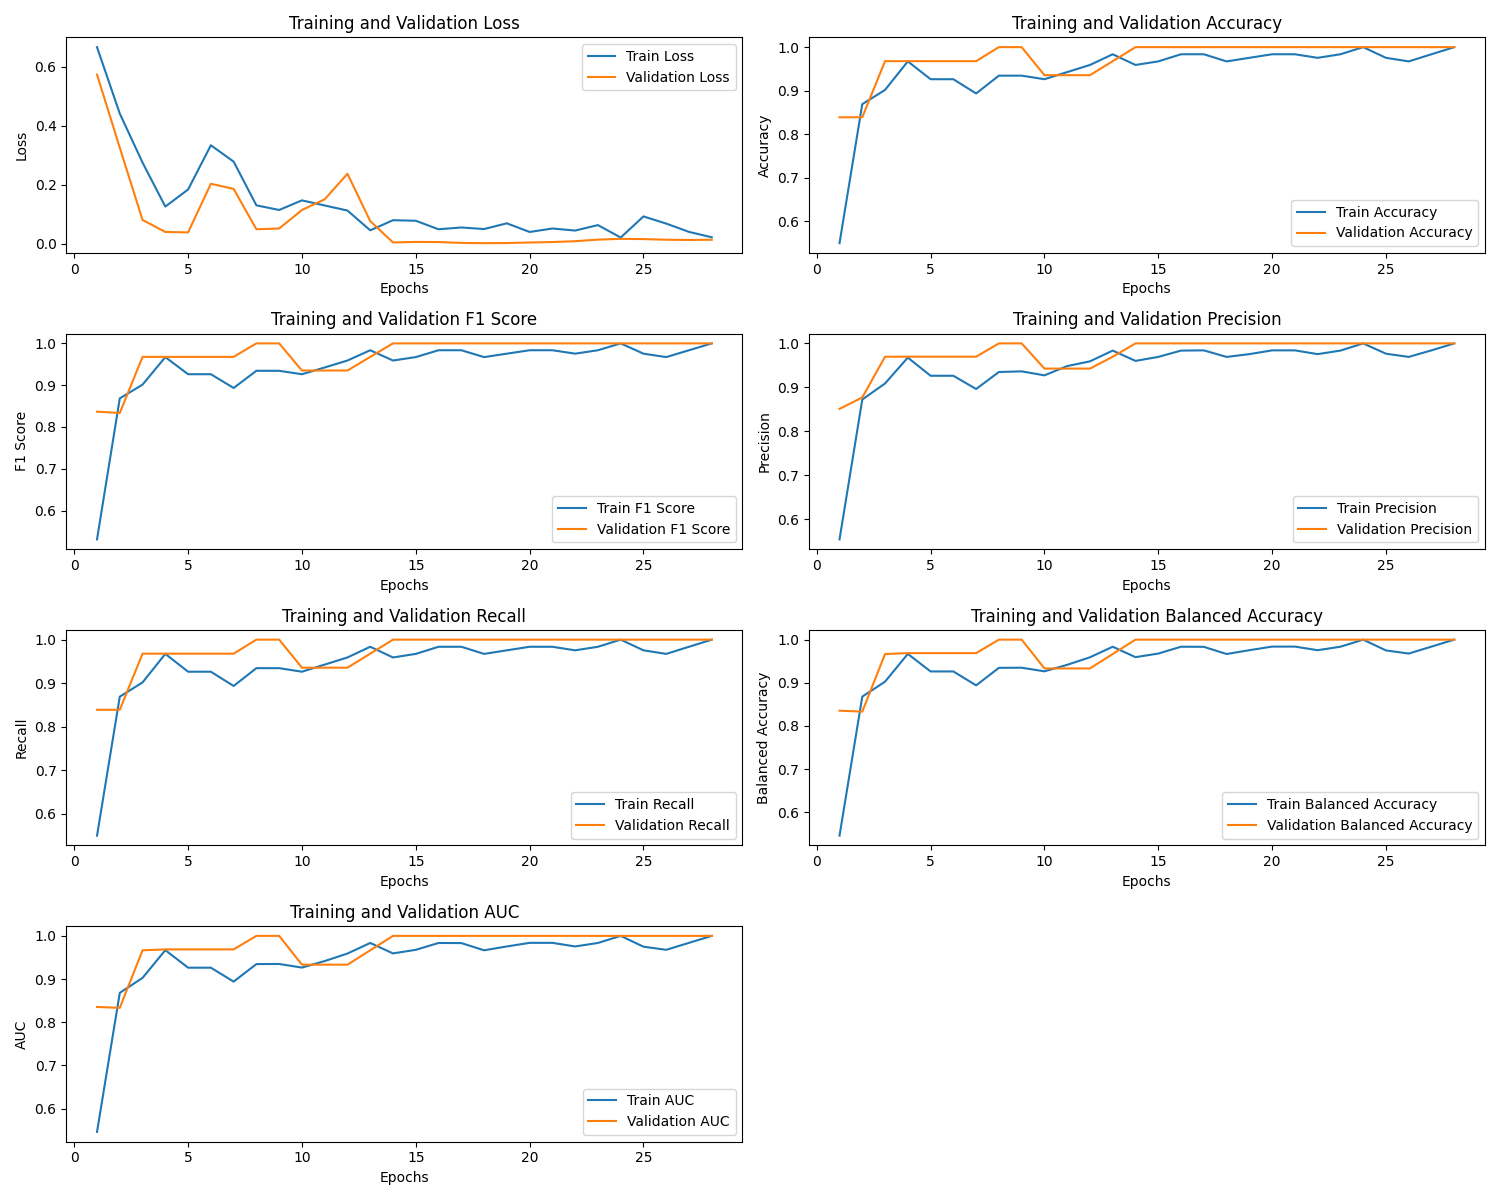 Training and Validation Loss
Loss
0.6
0.4
0.2
0.0
Train Loss
Validation Loss
0 5 10 15 20 25
Epochs
Training and Validation Accuracy
Accuracy
1.0
0.9
0.8
0.7
0.6
Train Accuracy
Validation Accuracy
0 5 10 15 20 25
Epochs
Training and Validation F1 Score
F1 Score
1.0
0.9
0.8
0.7
0.6
Train F1 Score
Validation F1 Score
0 5 10 15 20 25
Epochs
Training and Validation Precision
Precision
1.0
0.9
0.8
0.7
0.6
Train Precision
Validation Precision
0 5 10 15 20 25
Epochs
Training and Validation Recall
Recall
1.0
0.9
0.8
0.7
0.6
Train Recall
Validation Recall
0 5 10 15 20 25
Epochs
Training and Validation Balanced Accuracy
Balanced Accuracy
1.0
0.9
0.8
0.7
0.6
Train Balanced Accuracy
Validation Balanced Accuracy
0 5 10 15 20 25
Epochs
Training and Validation AUC
AUC
1.0
0.9
0.8
0.7
0.6
Train AUC
Validation AUC
0 5 10 15 20 25
Epochs